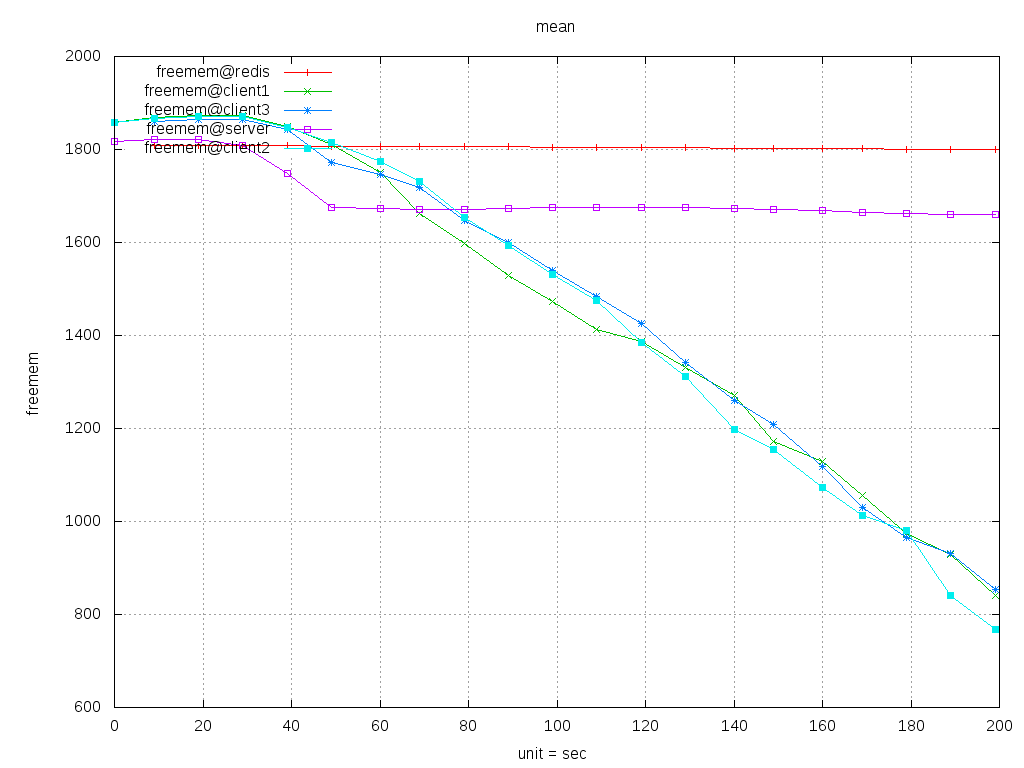 mean
2000
1800
1600
1400
1200
1000
800
600
freemem
freemem@redis
freemem@client1
freemem@client3
freemem@server
freemem@client2
0 20 40 60 80 100 120 140 160 180 200
unit = sec